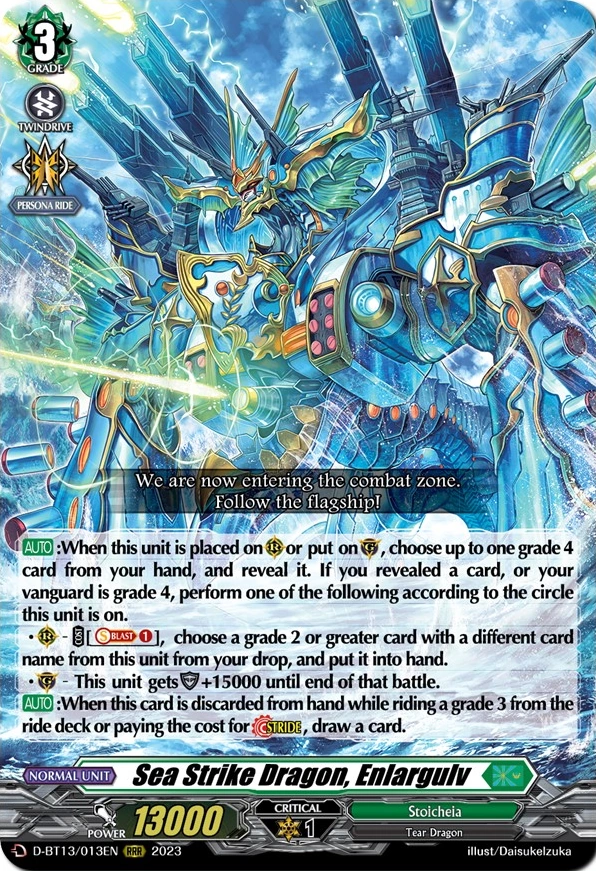 3
GRADE
TWINDRIVE
PERSONA RIDE
We are now entering the combat zone.
Follow the flagship!
AUTO:When this unit is placed on R or put on G, choose up to one grade 4
card from your hand, and reveal it. If you revealed a card, or your
vanguard is grade 4, perform one of the following according to the circle
this unit is on.
・R - COST[S BLAST 1], choose a grade 2 or greater card with a different card
name from this unit from your drop, and put it into hand.
・G - This unit gets +15000 until end of that battle.
AUTO:When this card is discarded from hand while riding a grade 3 from the
ride deck or paying the cost for STRIDE, draw a card.
NORMAL UNIT
Sea Strike Dragon, Enlargulv
POWER 13000
CRITICAL
1
Stoicheia
Tear Dragon
D-BT13/013EN RRR 2023
illust/DaisukeIzuka